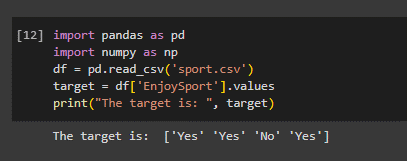 [12] import pandas as pd
import numpy as np
df = pd.read_csv('sport.csv')
target = df['EnjoySport'].values
print("The target is: ", target)
The target is:  ['Yes' 'Yes' 'No' 'Yes']